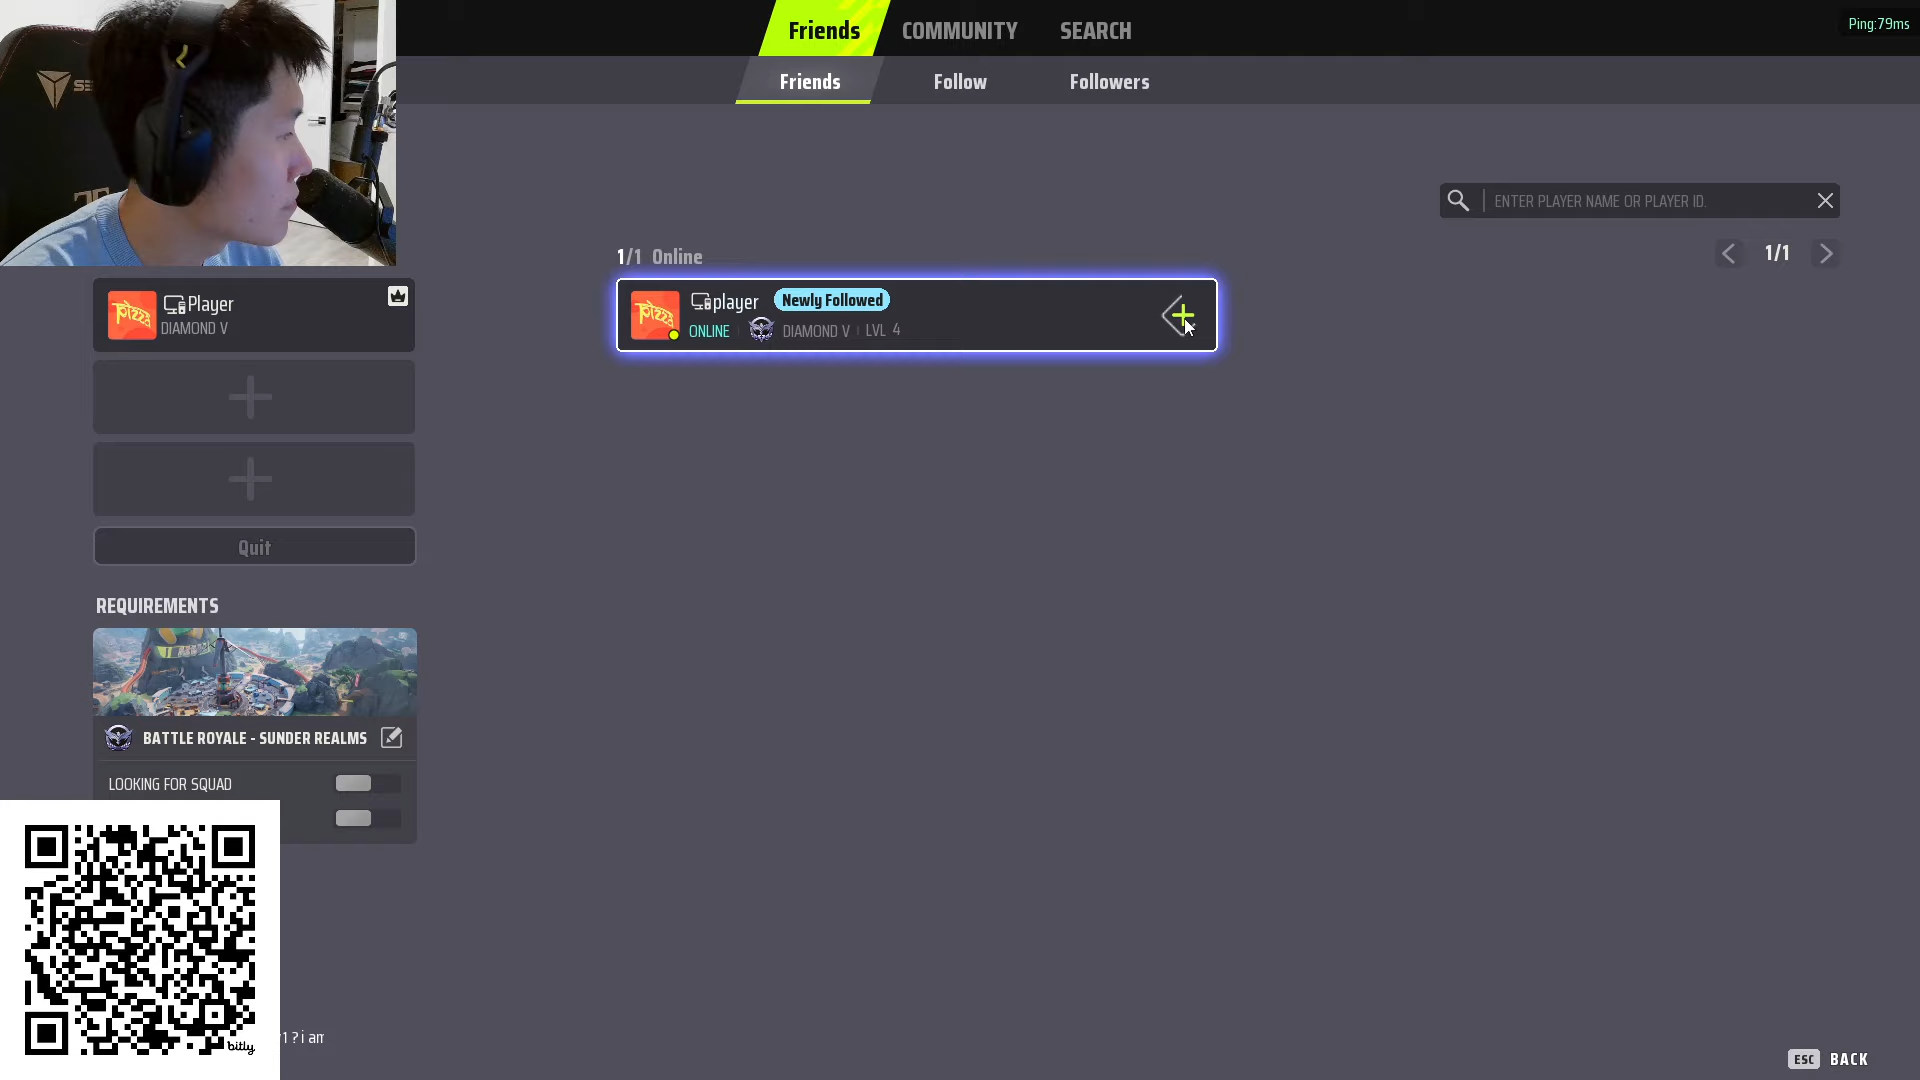 Friends
COMMUNITY
SEARCH
Ping:79ms
Friends
Follow
Followers
ENTER PLAYER NAME OR PLAYER ID.
1/1 Online
1/1
Player
DIAMOND V
player
Newly Followed
ONLINE
DIAMOND V
LVL 4
Quit
REQUIREMENTS
BATTLE ROYALE - SUNDER REALMS
LOOKING FOR SQUAD
bitly
1 ? i am
ESC BACK